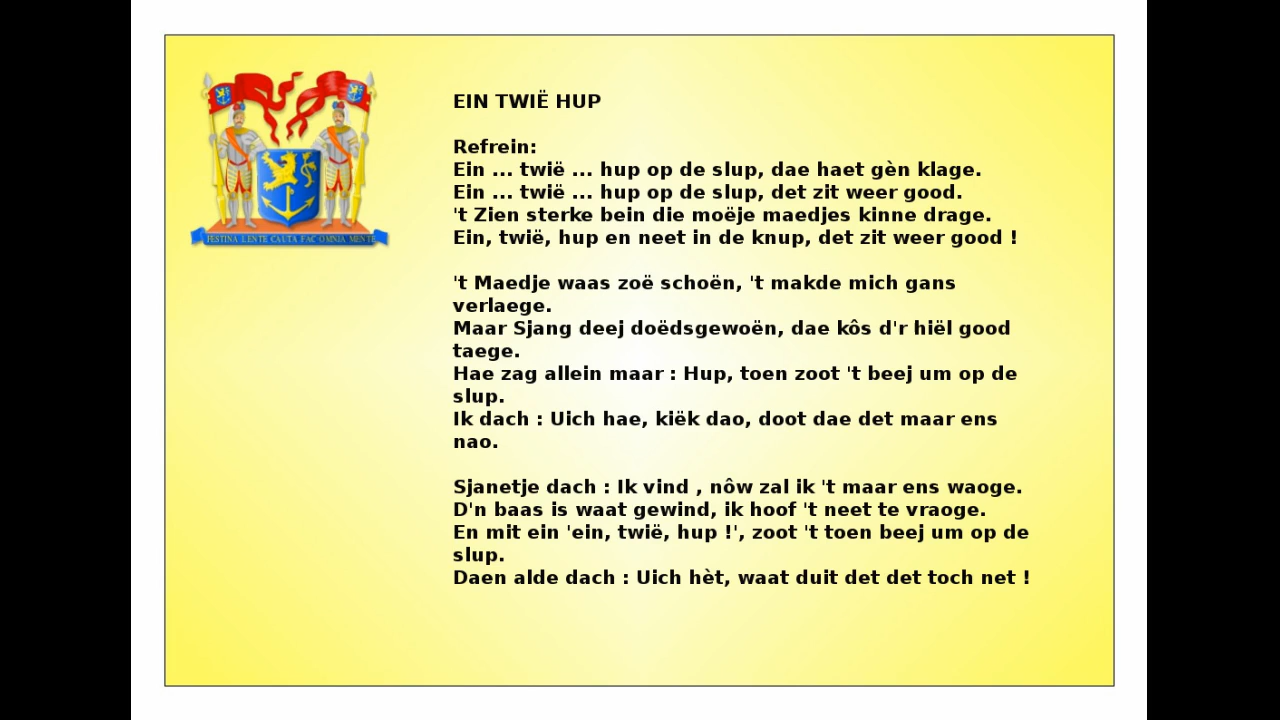 FESTINA LENTE CAUTA FAC OMNIA MENTE
EIN TWIË HUP
Refrein:
Ein ... twië ... hup op de slup, dae haet gèn klage.
Ein ... twië ... hup op de slup, det zit weer good.
't Zien sterke bein die moëje maedjes kinne drage.
Ein, twië, hup en neet in de knup, det zit weer good !
't Maedje waas zoë schoën, 't makde mich gans
verlaege.
Maar Sjang deej doëdsgewoën, dae kôs d'r hiël good
taege.
Hae zag allein maar : Hup, toen zoot 't beej um op de
slup.
Ik dach : Uich hae, kiëk dao, doot dae det maar ens
nao.
Sjanetje dach : Ik vind , nôw zal ik 't maar ens waoge.
D'n baas is waat gewind, ik hoof 't neet te vraoge.
En mit ein 'ein, twië, hup !', zoot 't toen beej um op de
slup.
Daen alde dach : Uich hèt, waat duit det det toch net !